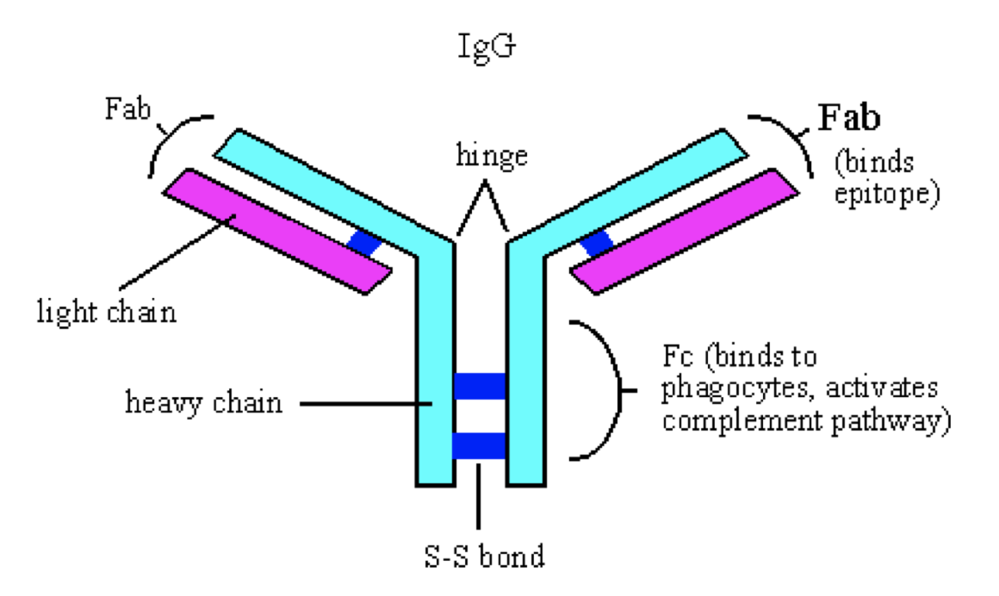 IgG
Fab
Fab
(binds
epitope)
hinge
light chain
heavy chain
Fc (binds to
phagocytes, activates
complement pathway)
S-S bond